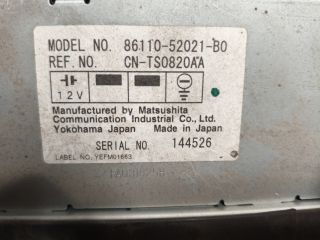 MODEL NO. 86110-52021-B0
REF. NO. CN-TS0820AA
12V
Manufactured by Matsushita
Communication Industrial Co., Ltd.
Yokohama Japan Made in Japan
SERIAL NO. 144526
LABEL NO. YEFM01663